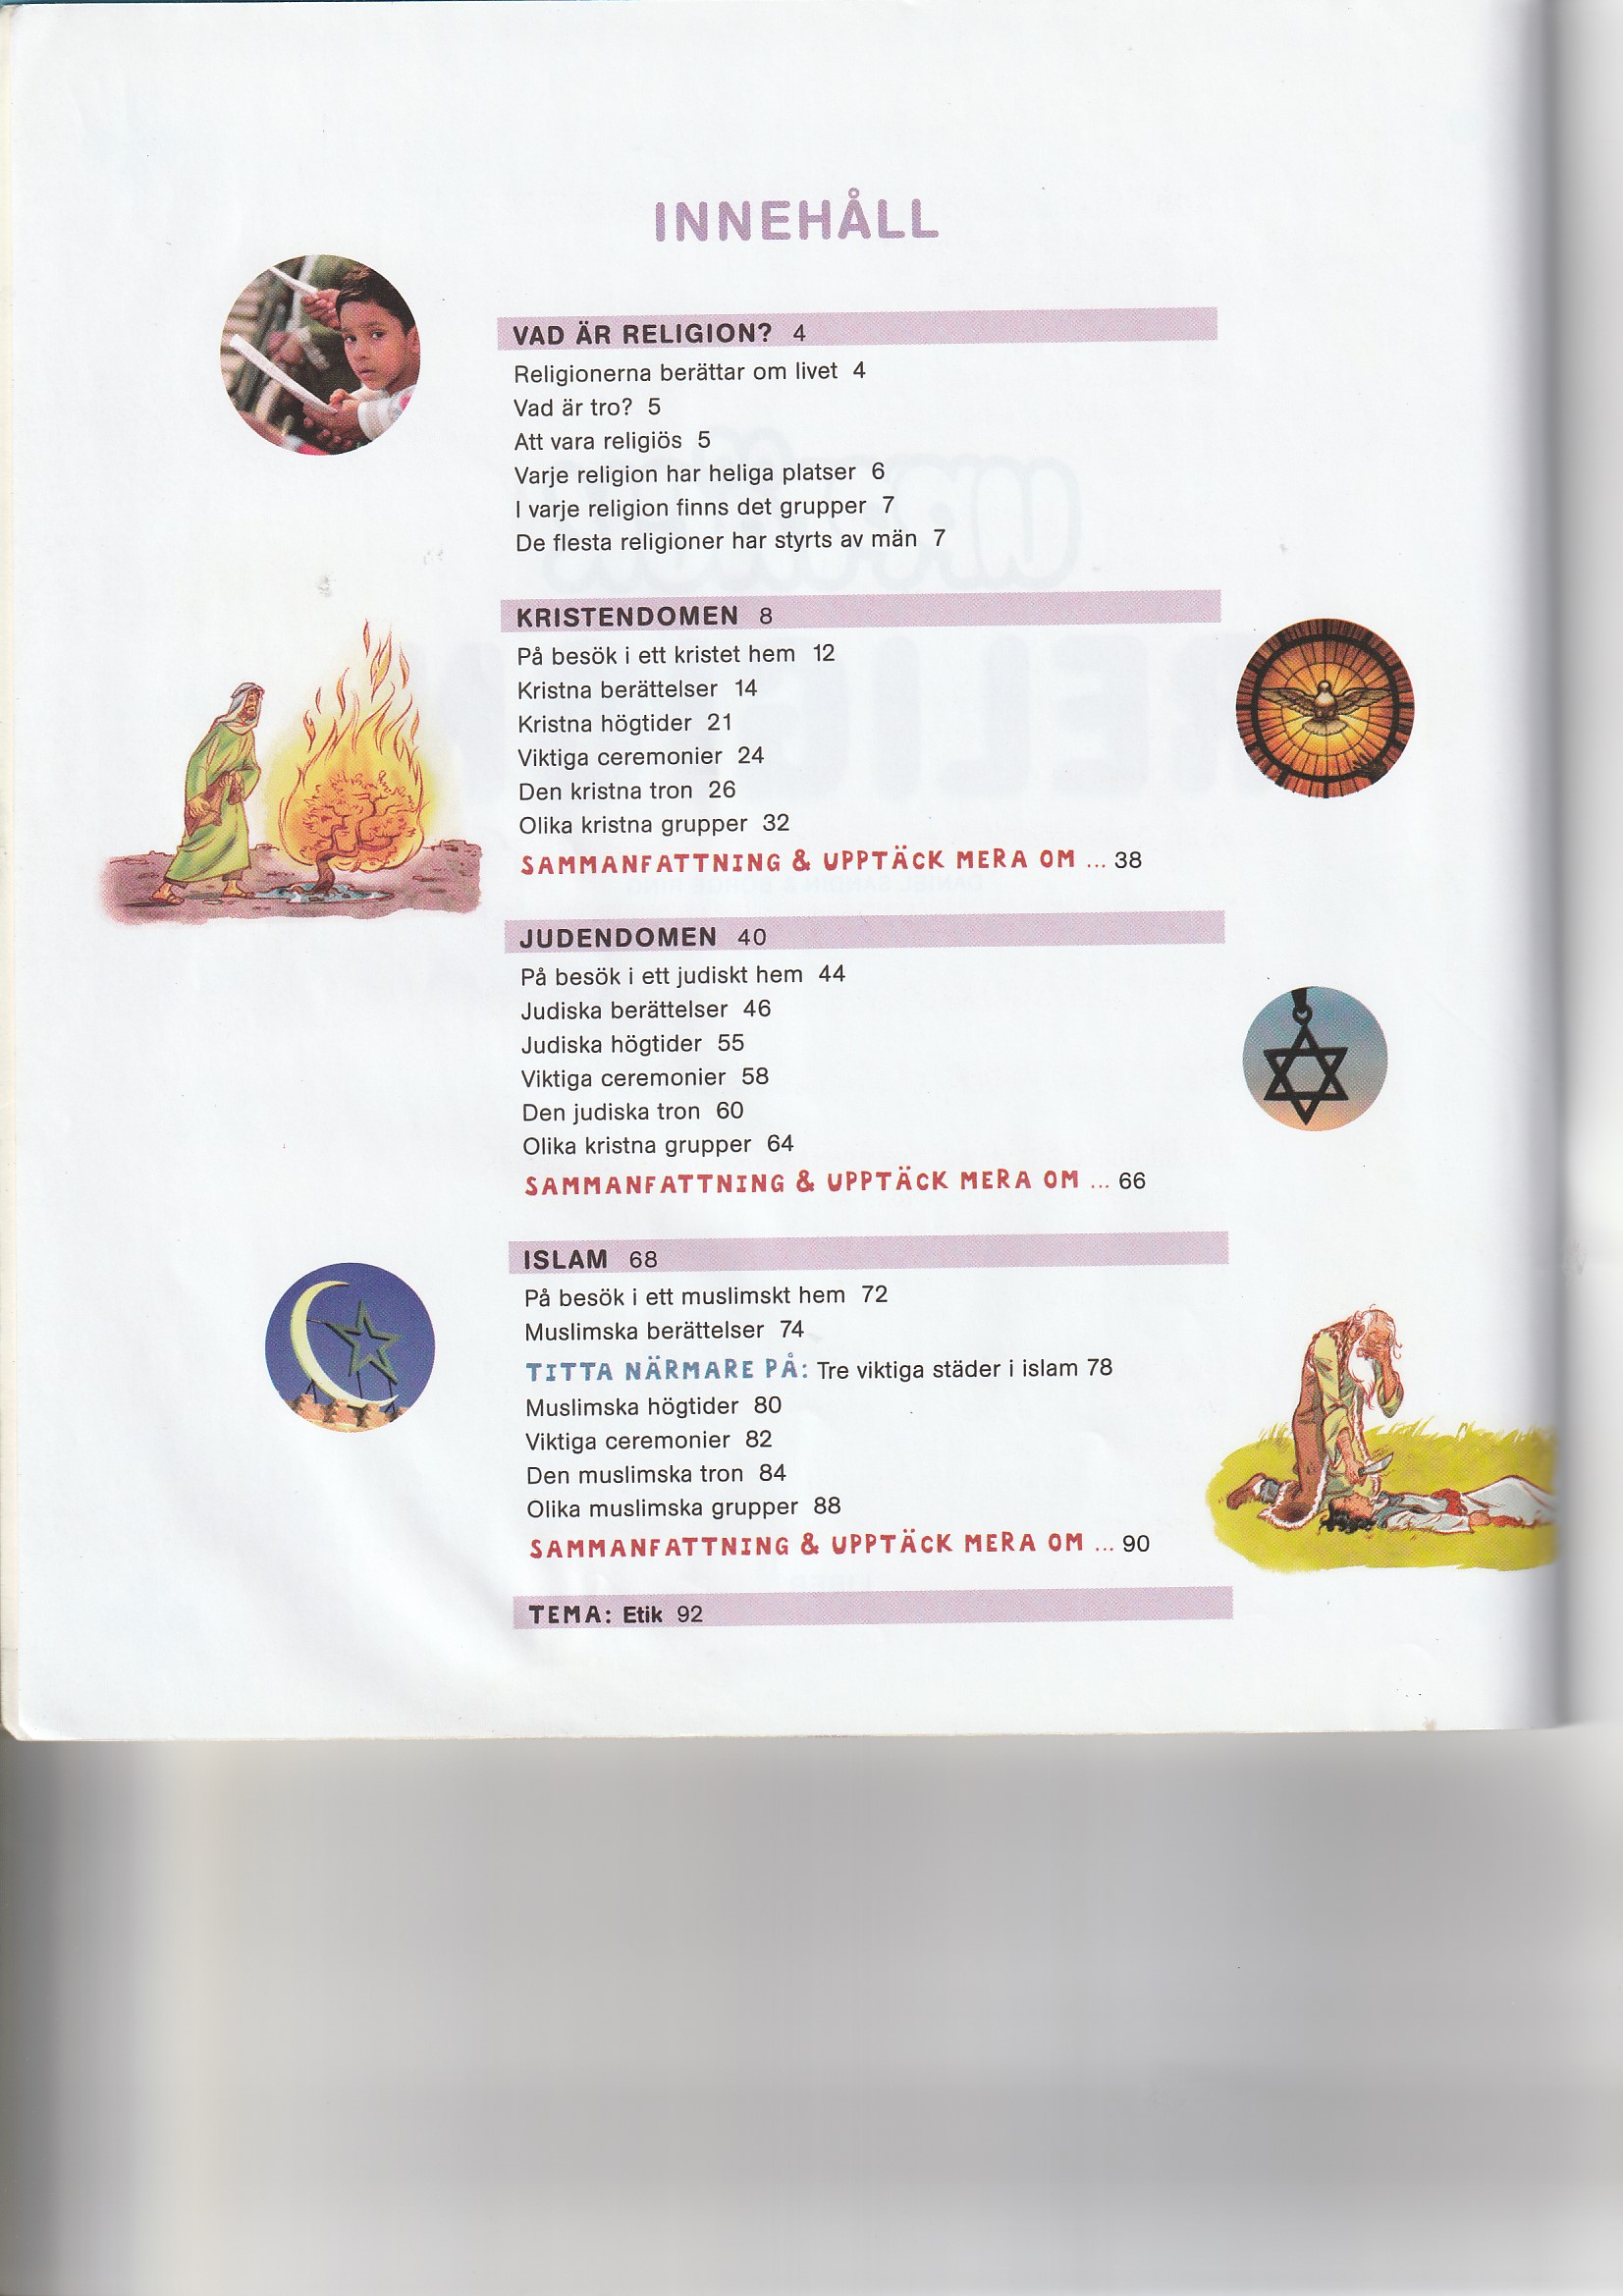 INNEHÅLL
VAD ÄR RELIGION? 4
Religionerna berättar om livet 4
Vad är tro? 5
Att vara religiös 5
Varje religion har heliga platser 6
I varje religion finns det grupper 7
De flesta religioner har styrts av män 7
KRISTENDOMEN 8
På besök i ett kristet hem 12
Kristna berättelser 14
Kristna högtider 21
Viktiga ceremonier 24
Den kristna tron 26
Olika kristna grupper 32
SAMMANFATTNING & UPPTÄCK MERA OM ... 38
JUDENDOMEN 40
På besök i ett judiskt hem 44
Judiska berättelser 46
Judiska högtider 55
Viktiga ceremonier 58
Den judiska tron 60
Olika kristna grupper 64
SAMMANFATTNING & UPPTÄCK MERA OM ... 66
ISLAM 68
På besök i ett muslimskt hem 72
Muslimska berättelser 74
TITTA NÄRMARE PÅ: Tre viktiga städer i islam 78
Muslimska högtider 80
Viktiga ceremonier 82
Den muslimska tron 84
Olika muslimska grupper 88
SAMMANFATTNING & UPPTÄCK MERA OM ... 90
TEMA: Etik 92